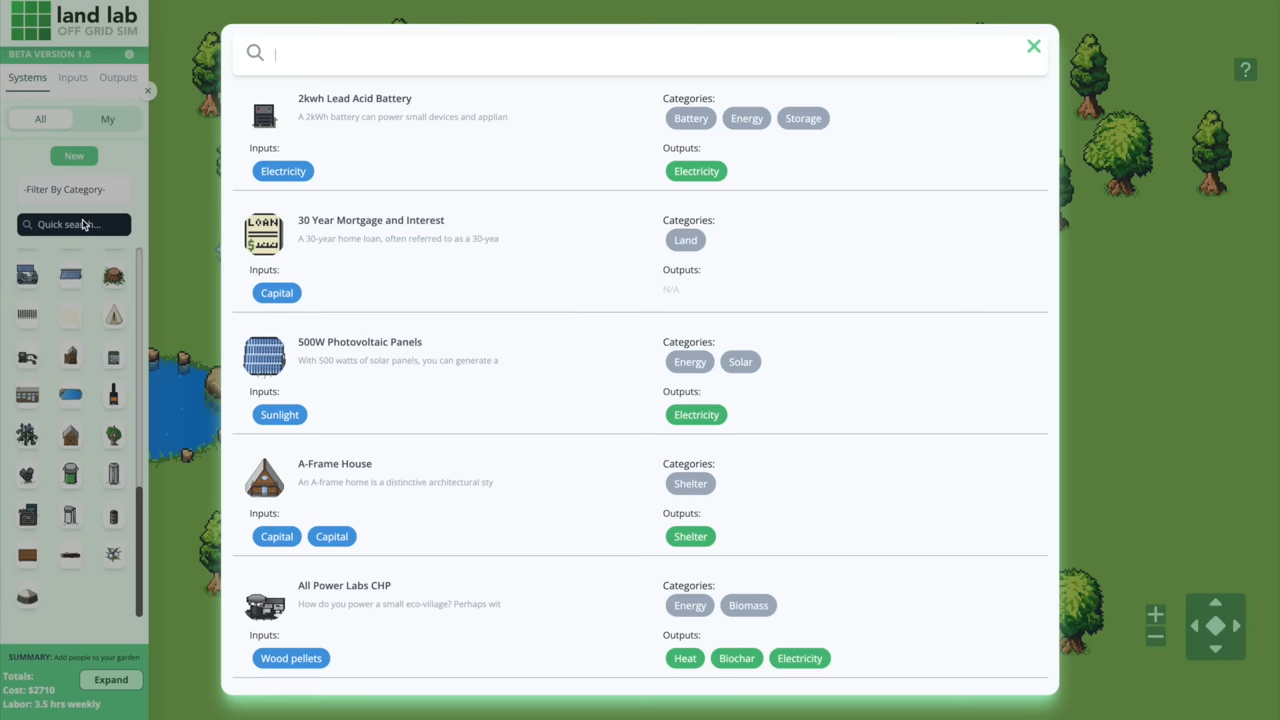 land lab
OFF GRID SIM
BETA VERSION 1.0
Systems Inputs Outputs
All My
New
-Filter By Category-
Quick search...
SUMMARY: Add people to your garden
Totals:
Cost: $2710
Labor: 3.5 hrs weekly
Expand
2kwh Lead Acid Battery
A 2kWh battery can power small devices and applian
Categories:
Battery Energy Storage
Inputs:
Electricity
Outputs:
Electricity
30 Year Mortgage and Interest
A 30-year home loan, often referred to as a 30-yea
Categories:
Land
Inputs:
Capital
Outputs:
N/A
500W Photovoltaic Panels
With 500 watts of solar panels, you can generate a
Categories:
Energy Solar
Inputs:
Sunlight
Outputs:
Electricity
A-Frame House
An A-frame home is a distinctive architectural sty
Categories:
Shelter
Inputs:
Capital Capital
Outputs:
Shelter
All Power Labs CHP
How do you power a small eco-village? Perhaps wit
Categories:
Energy Biomass
Inputs:
Wood pellets
Outputs:
Heat Biochar Electricity
LOAN
?